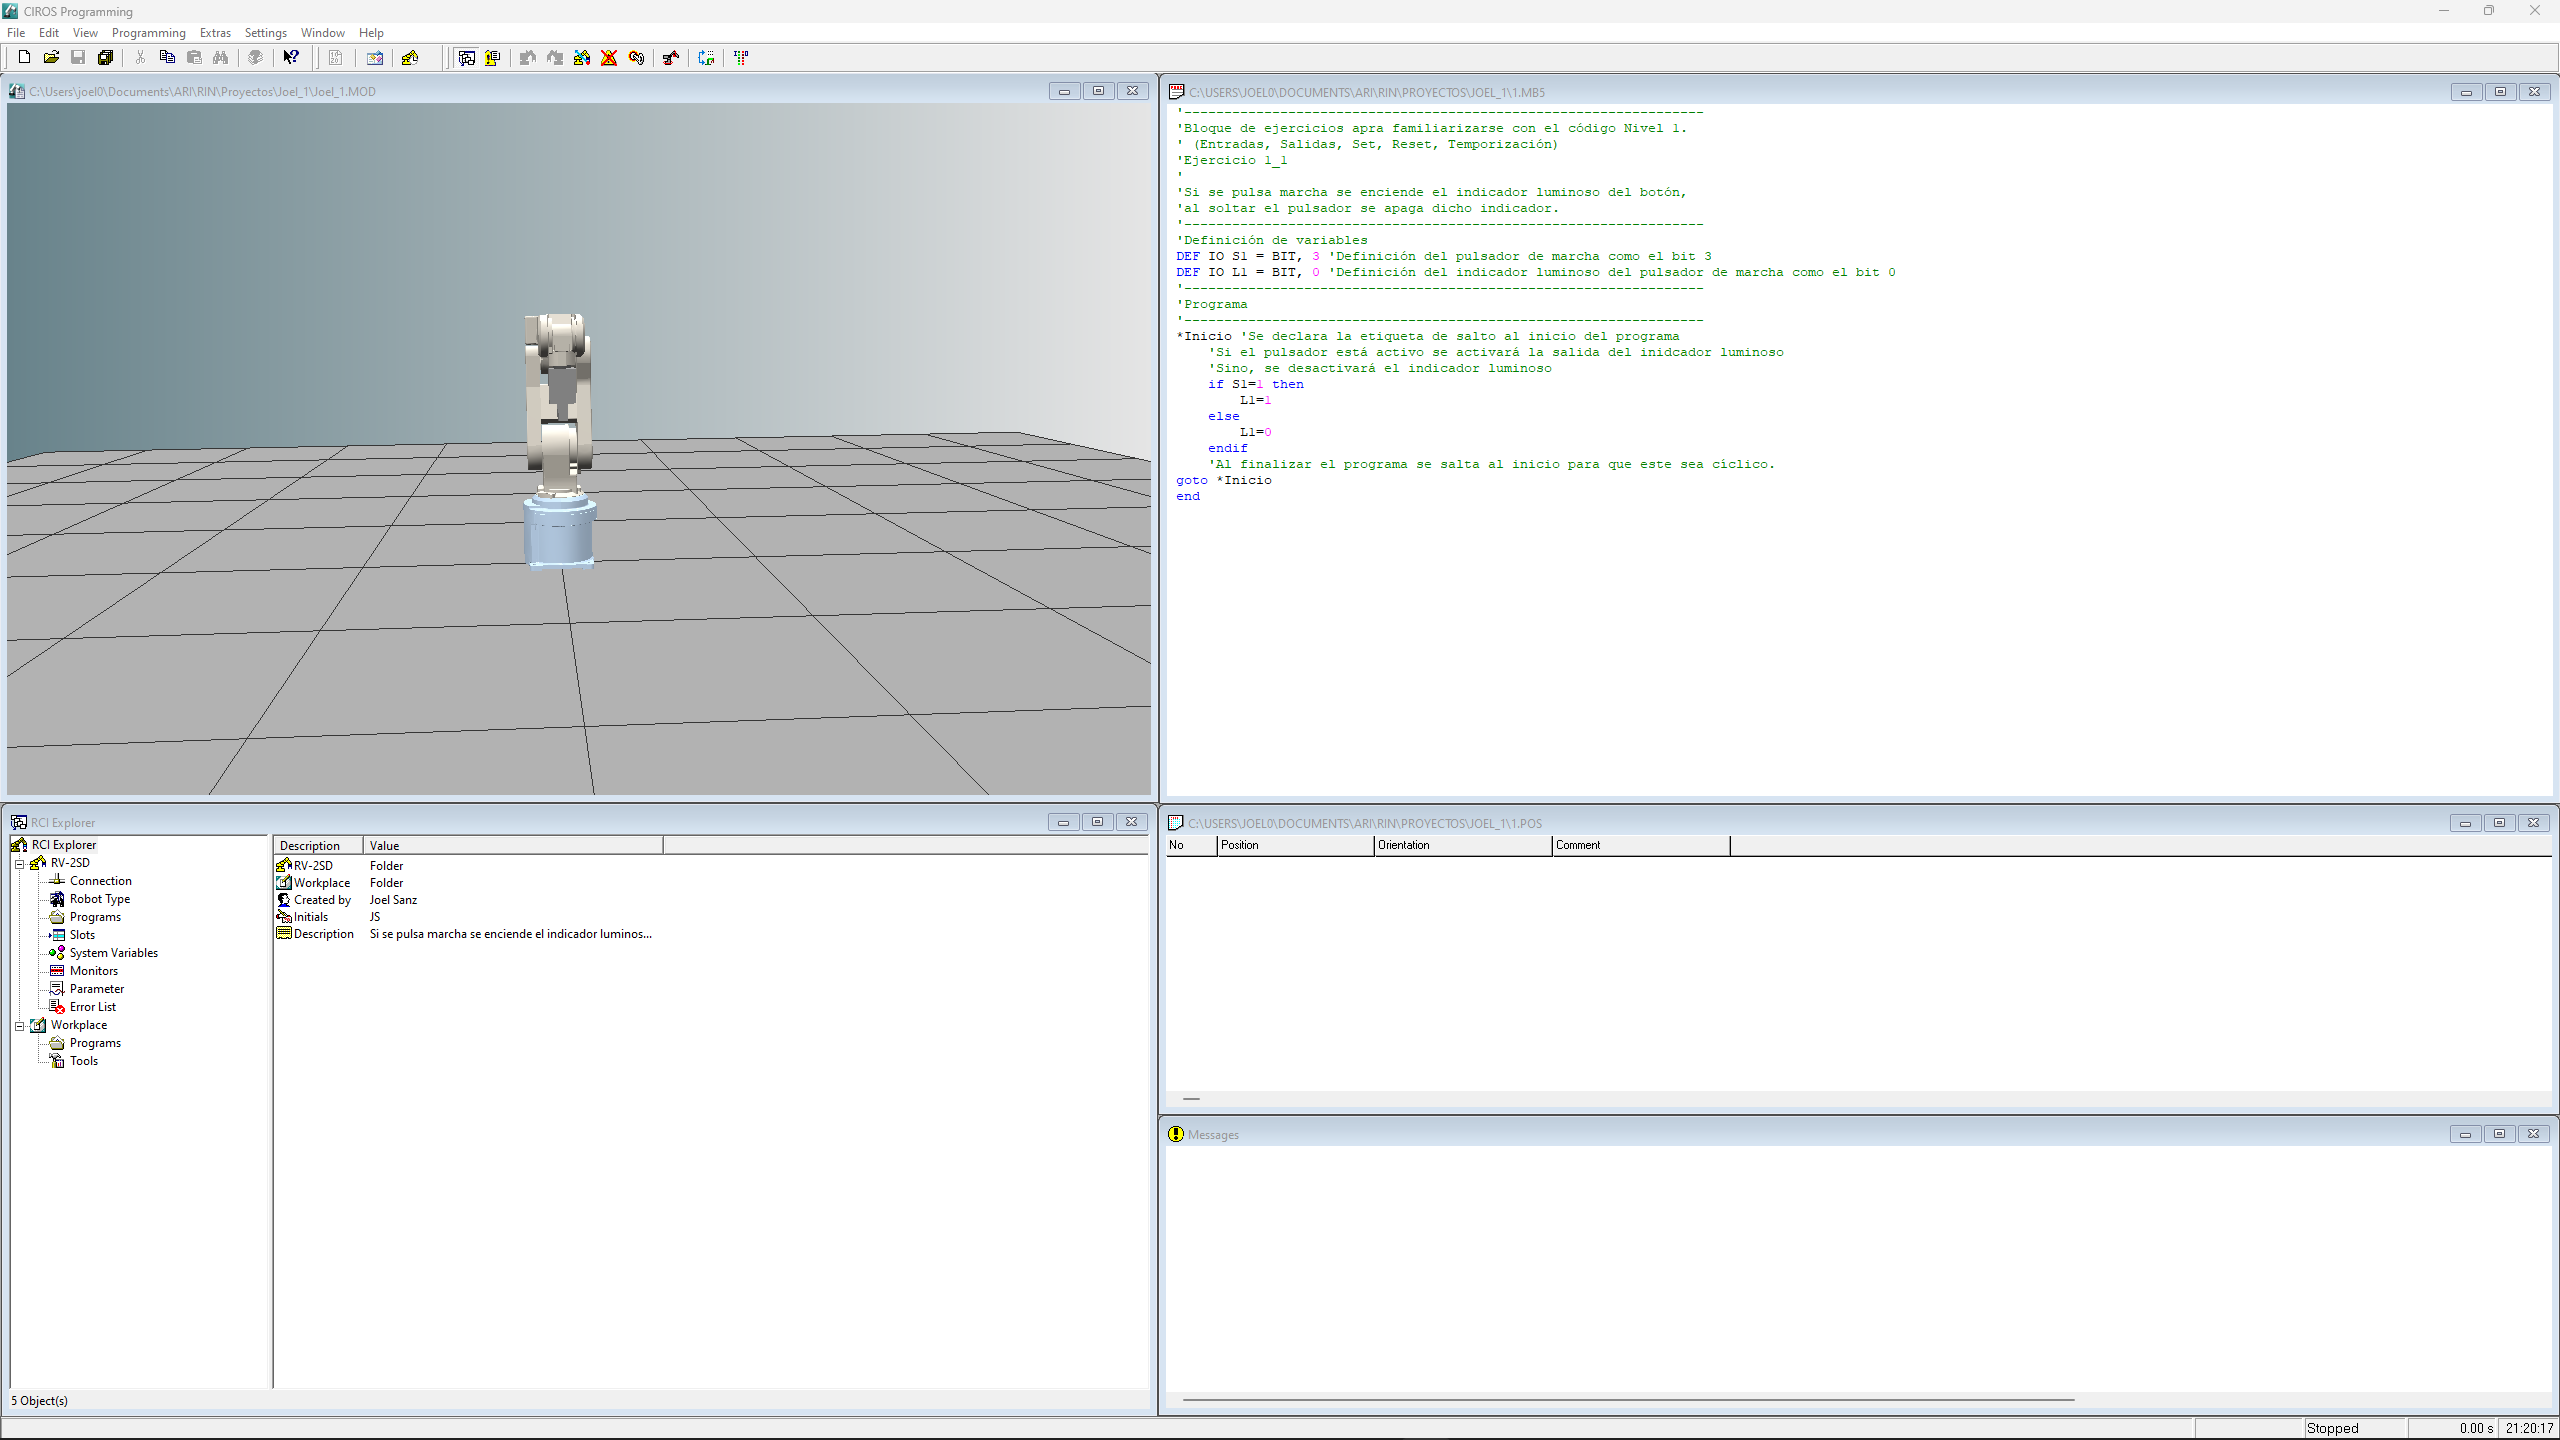 CIROS Programming
File Edit View Programming Extras Settings Window Help
C:\Users\joel0\Documents\ARI\RIN\Proyectos\Joel_1\Joel_1.MOD
C:\USERS\JOEL0\DOCUMENTS\ARI\RIN\PROYECTOS\JOEL_1\1.MB5
'-----------------------------------------------------------------
'Bloque de ejercicios apra familiarizarse con el código Nivel 1.
' (Entradas, Salidas, Set, Reset, Temporización)
'Ejercicio 1_1
'
'Si se pulsa marcha se enciende el indicador luminoso del botón,
'al soltar el pulsador se apaga dicho indicador.
'-----------------------------------------------------------------
'Definición de variables
DEF IO S1 = BIT, 3 'Definición del pulsador de marcha como el bit 3
DEF IO L1 = BIT, 0 'Definición del indicador luminoso del pulsador de marcha como el bit 0
'-----------------------------------------------------------------
'Programa
'-----------------------------------------------------------------
*Inicio 'Se declara la etiqueta de salto al inicio del programa
'Si el pulsador está activo se activará la salida del inidcador luminoso
'Sino, se desactivará el indicador luminoso
if S1=1 then
L1=1
else
L1=0
endif
'Al finalizar el programa se salta al inicio para que este sea cíclico.
goto *Inicio
end
RCI Explorer
RCI Explorer
RV-2SD
Connection
Robot Type
Programs
Slots
System Variables
Monitors
Parameter
Error List
Workplace
Programs
Tools
Description Value
RV-2SD Folder
Workplace Folder
Created by Joel Sanz
Initials JS
Description Si se pulsa marcha se enciende el indicador luminos...
5 Object(s)
C:\USERS\JOEL0\DOCUMENTS\ARI\RIN\PROYECTOS\JOEL_1\1.POS
No Position Orientation Comment
Messages
Stopped 0.00 s 21:20:17